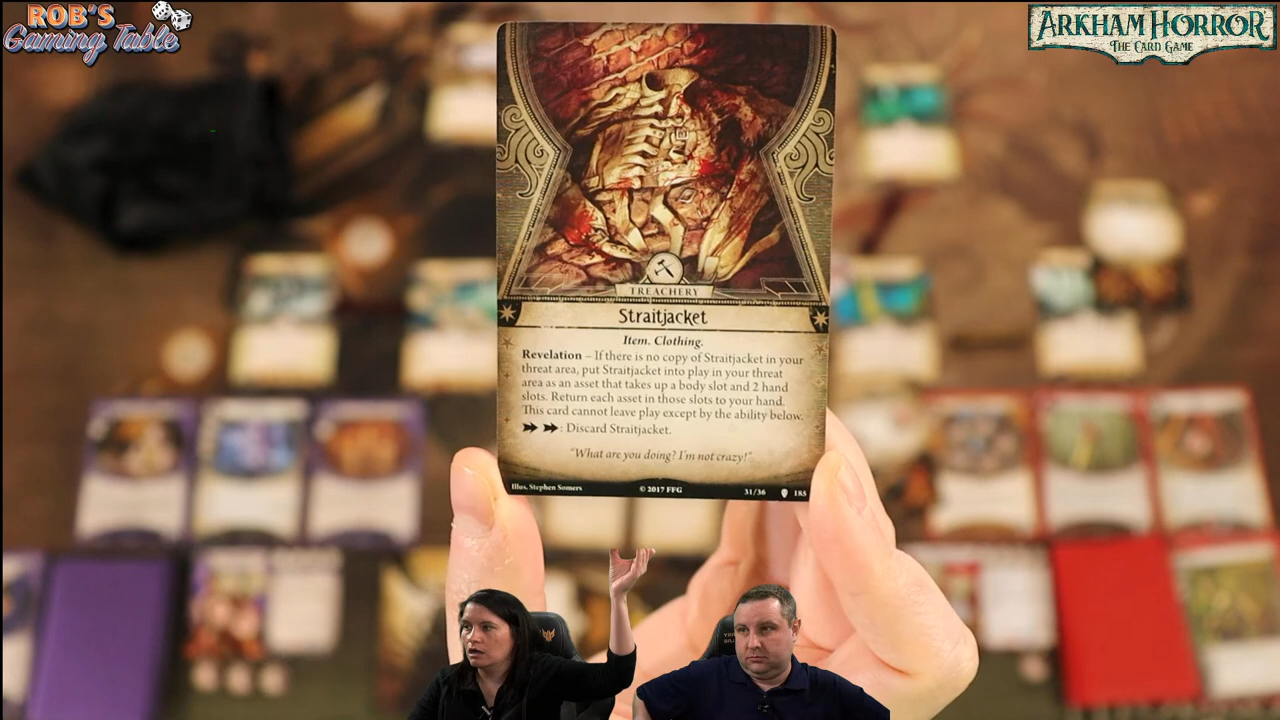 ROB'S
Gaming Table
ARKHAM HORROR
THE CARD GAME
TREACHERY
Straitjacket
Item. Clothing.
Revelation – If there is no copy of Straitjacket in your
threat area, put Straitjacket into play in your threat
area as an asset that takes up a body slot and 2 hand
slots. Return each asset in those slots to your hand.
This card cannot leave play except by the ability below.
: Discard Straitjacket.
"What are you doing? I'm not crazy!"
Illus. Stephen Somers © 2017 FFG 31/36 185